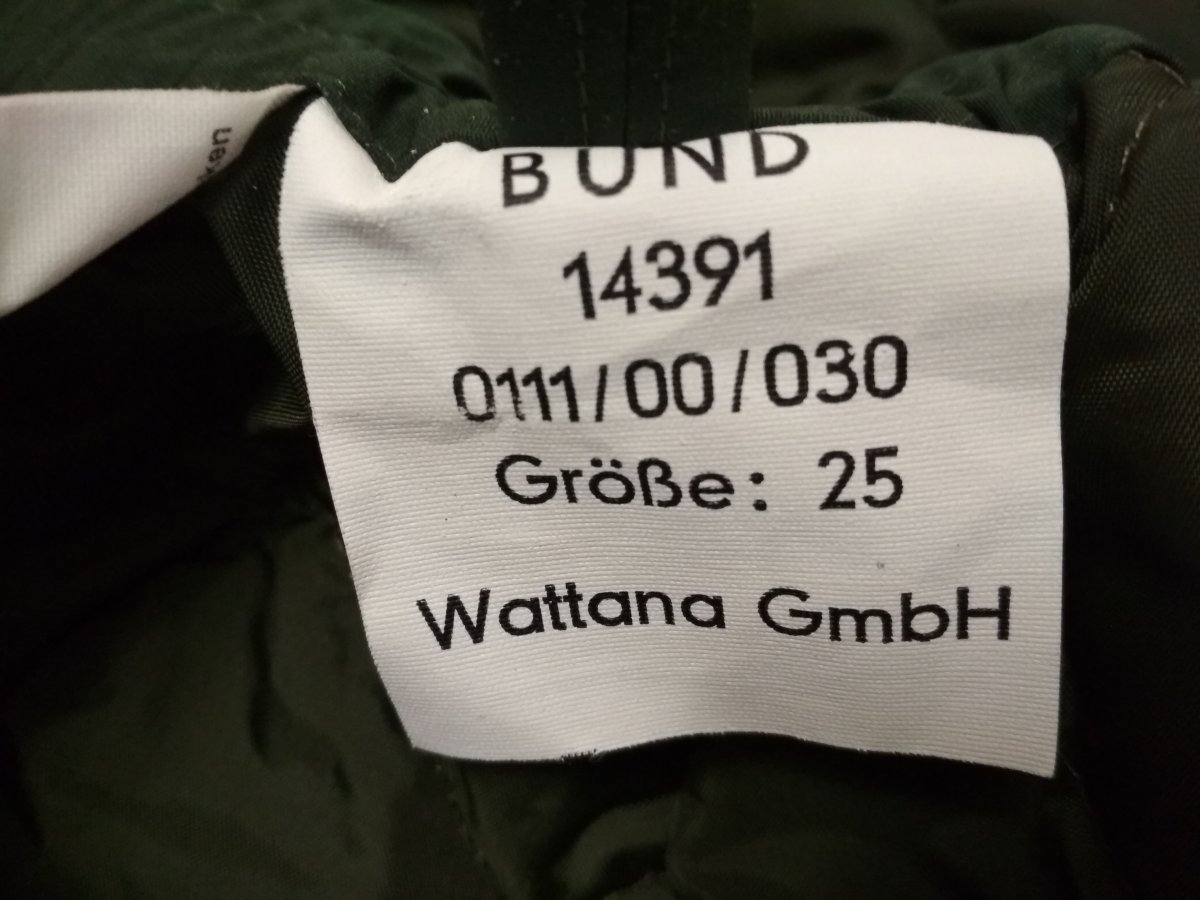 BUND
14391
0111/00/030
Größe: 25
Wattana GmbH